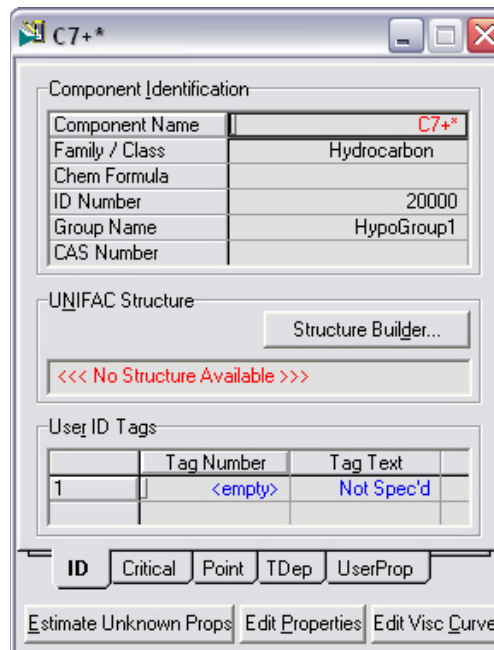 C7+*
Component Identification
Component Name C7+*
Family / Class Hydrocarbon
Chem Formula
ID Number 20000
Group Name HypoGroup1
CAS Number
UNIFAC Structure
Structure Builder...
<<< No Structure Available >>>
User ID Tags
Tag Number Tag Text
1 <empty> Not Spec'd
ID Critical Point TDep UserProp
Estimate Unknown Props Edit Properties Edit Visc Curve